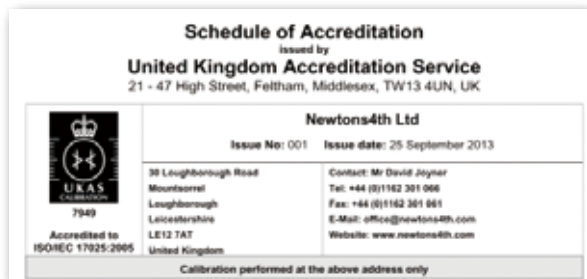 Schedule of Accreditation
issued by
United Kingdom Accreditation Service
21 - 47 High Street, Feltham, Middlesex, TW13 4UN, UK
UKAS
CALIBRATION
7949
Accredited to
ISO/IEC 17025:2005
Newtons4th Ltd
Issue No: 001 Issue date: 25 September 2013
30 Loughborough Road
Mountsorrel
Loughborough
Leicestershire
LE12 7AT
United Kingdom
Contact: Mr David Joyner
Tel: +44 (0)1162 301 066
Fax: +44 (0)1162 301 061
E-Mail: office@newtons4th.com
Website: www.newtons4th.com
Calibration performed at the above address only